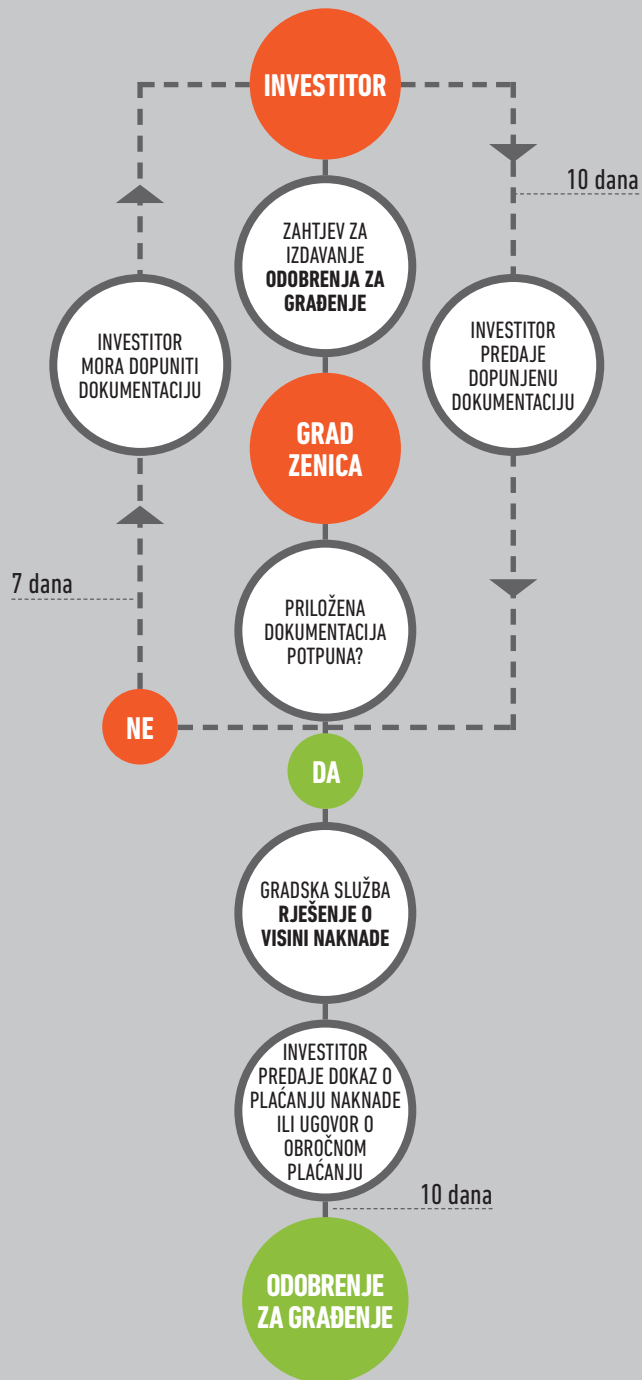 INVESTITOR
10 dana
ZAHTJEV ZA
IZDAVANJE
ODOBRENJA ZA
GRAĐENJE
INVESTITOR
MORA DOPUNITI
DOKUMENTACIJU
INVESTITOR
PREDAJE
DOPUNJENU
DOKUMENTACIJU
GRAD
ZENICA
7 dana
PRILOŽENA
DOKUMENTACIJA
POTPUNA?
NE
DA
GRADSKA SLUŽBA
RJEŠENJE O
VISINI NAKNADE
INVESTITOR
PREDAJE DOKAZ O
PLAĆANJU NAKNADE
ILI UGOVOR O
OBROČNOM
PLAĆANJU
10 dana
ODOBRENJE
ZA GRAĐENJE